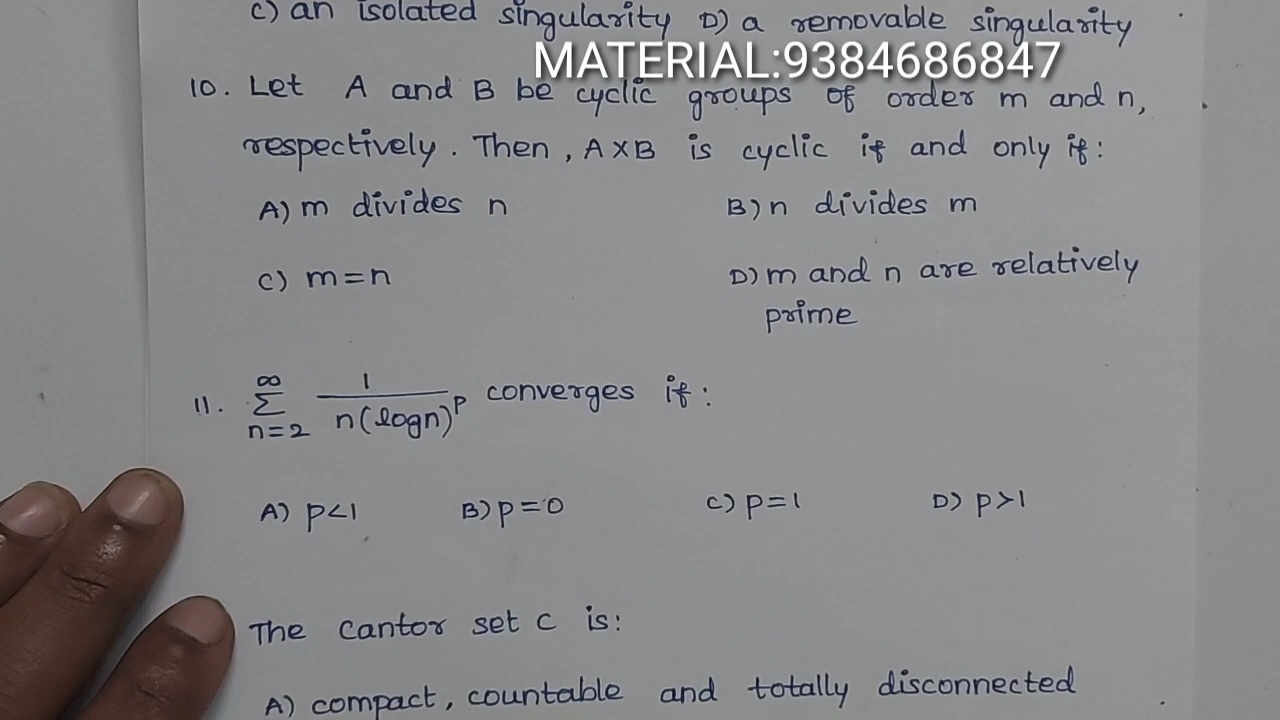 C) an isolated singularity D) a removable singularity
MATERIAL:9384686847
10. Let A and B be cyclic groups of order m and n,
respectively. Then, A×B is cyclic if and only if:
A) m divides n B) n divides m
C) m=n D) m and n are relatively
prime
11. ∞ Σ n=2 1 / n(logn)^p converges if:
A) p<1 B) p=0 C) p=1 D) p>1
The cantor set c is:
A) compact, countable and totally disconnected